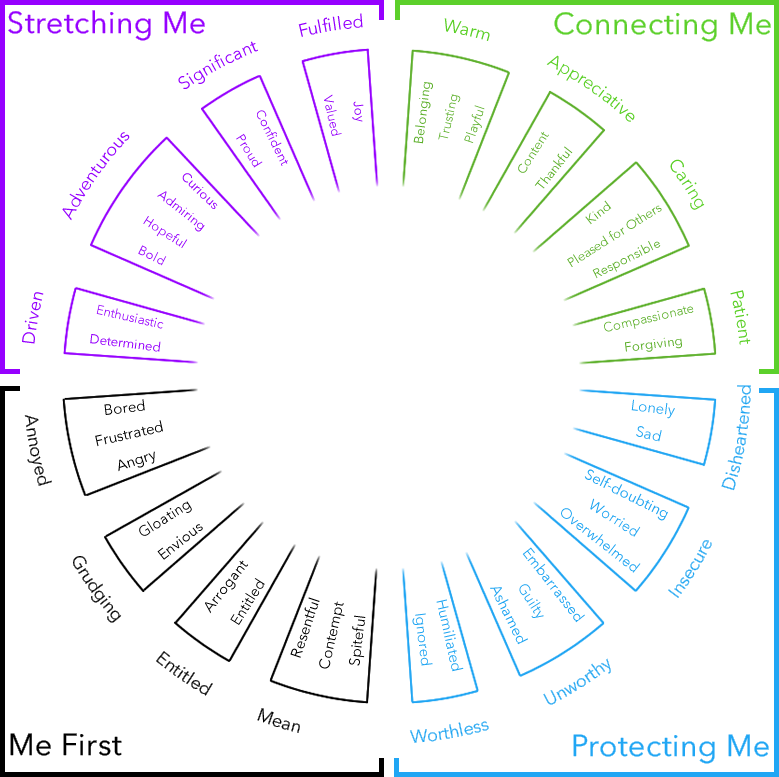 Stretching Me
Fulfilled
Valued
Joy
Significant
Proud
Confident
Adventurous
Curious
Admiring
Hopeful
Bold
Driven
Enthusiastic
Determined
Connecting Me
Warm
Belonging
Trusting
Playful
Appreciative
Content
Thankful
Caring
Kind
Pleased for Others
Responsible
Patient
Compassionate
Forgiving
Disheartened
Lonely
Sad
Insecure
Self-doubting
Worried
Overwhelmed
Unworthy
Embarrassed
Guilty
Ashamed
Worthless
Humiliated
Ignored
Protecting Me
Annoyed
Bored
Frustrated
Angry
Grudging
Gloating
Envious
Entitled
Arrogant
Entitled
Mean
Resentful
Contempt
Spiteful
Me First